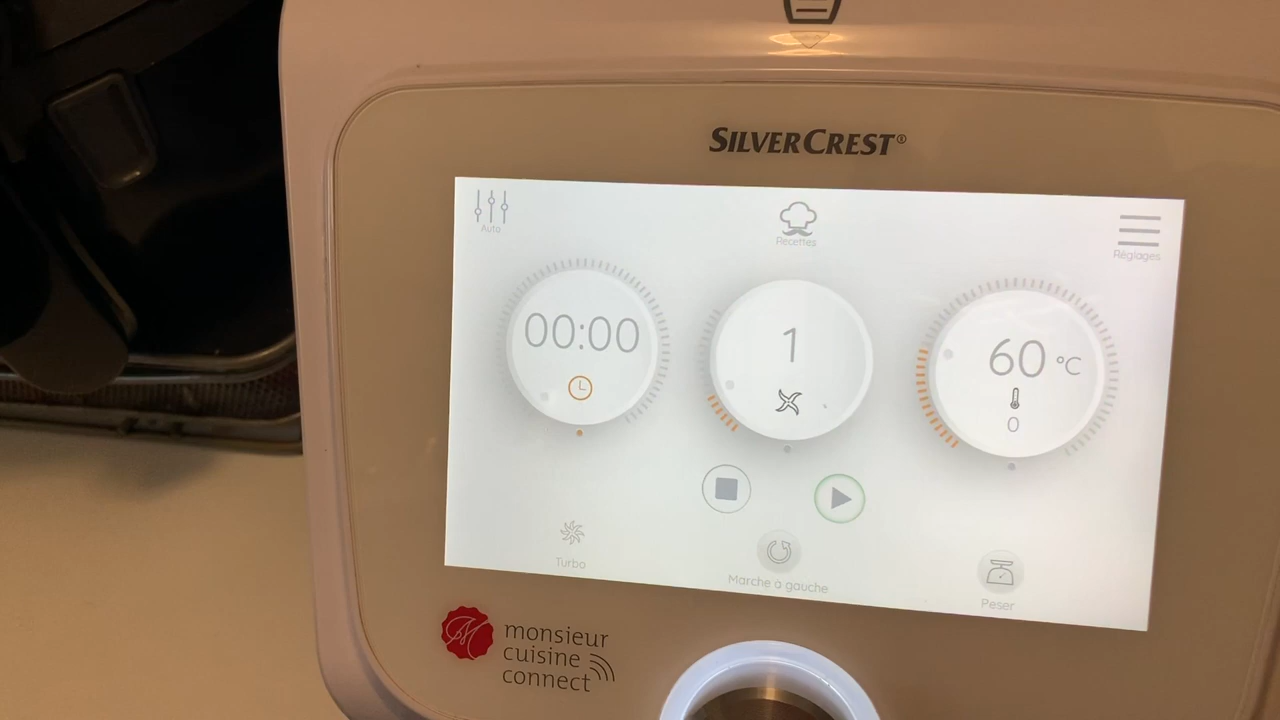 SILVERCREST®
Auto
Recettes
Réglages
00:00
1
60 °C
0
Turbo
Marche a gauche
Peser
monsieur
cuisine
connect